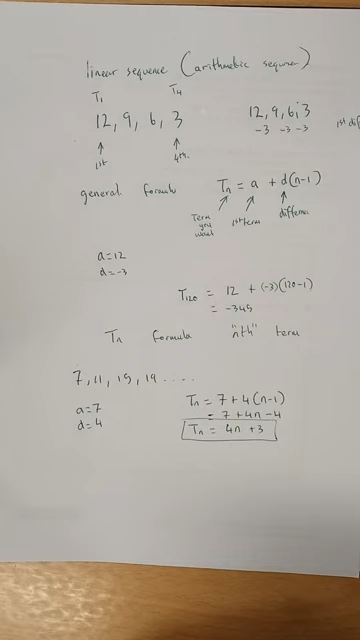 linear sequence (arithmetic sequner)
T1 T4
12, 9, 6, 3
12, 9, 6, 3
-3 -3 -3
1st dif
1st 4th.
general formula
Tn = a + d(n-1)
Term you want
1st term
differenc
a = 12
d = -3
T120 = 12 + (-3)(120-1)
= -345
Tn formula "nth" term
7, 11, 15, 19 ....
a = 7
d = 4
Tn = 7 + 4(n-1)
= 7 + 4n - 4
Tn = 4n + 3